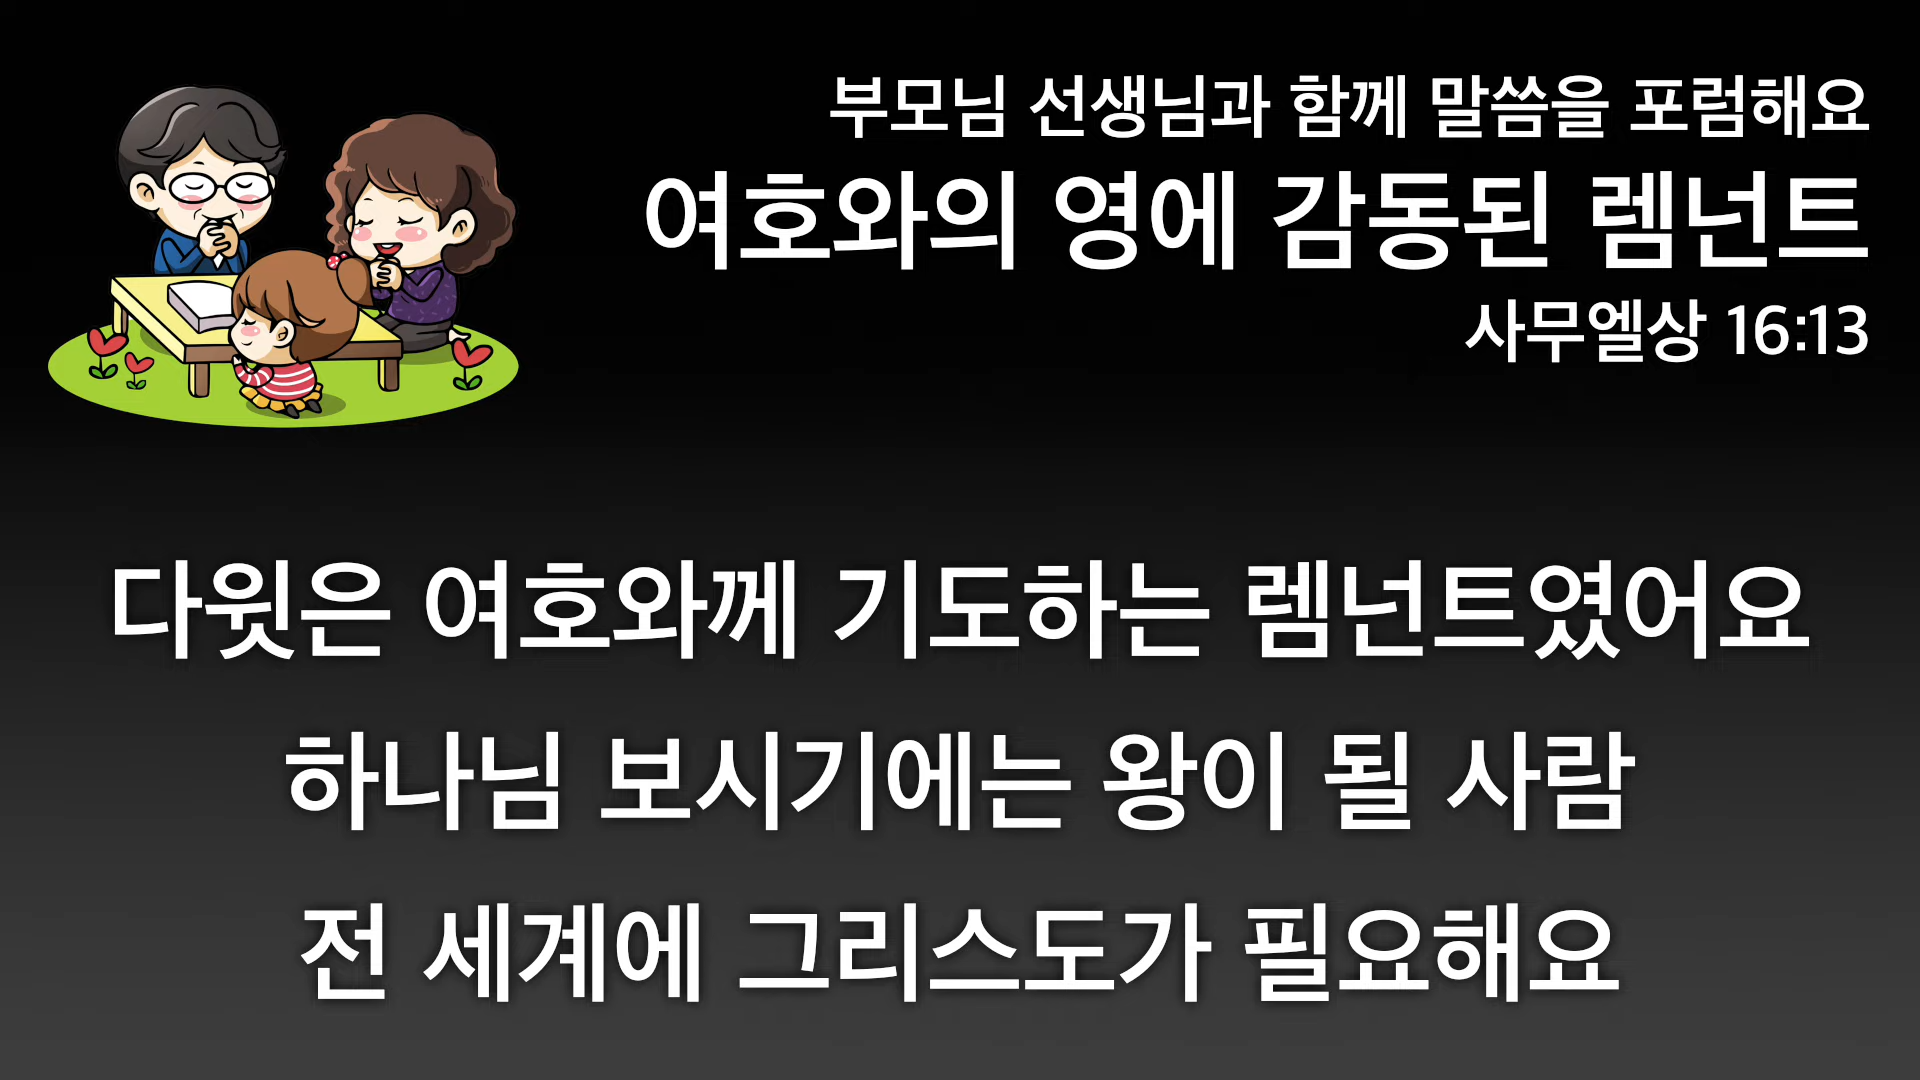 부모님 선생님과 함께 말씀을 포럼해요
여호와의 영에 감동된 렘넌트
사무엘상 16:13
다윗은 여호와께 기도하는 렘넌트였어요
하나님 보시기에는 왕이 될 사람
전 세계에 그리스도가 필요해요